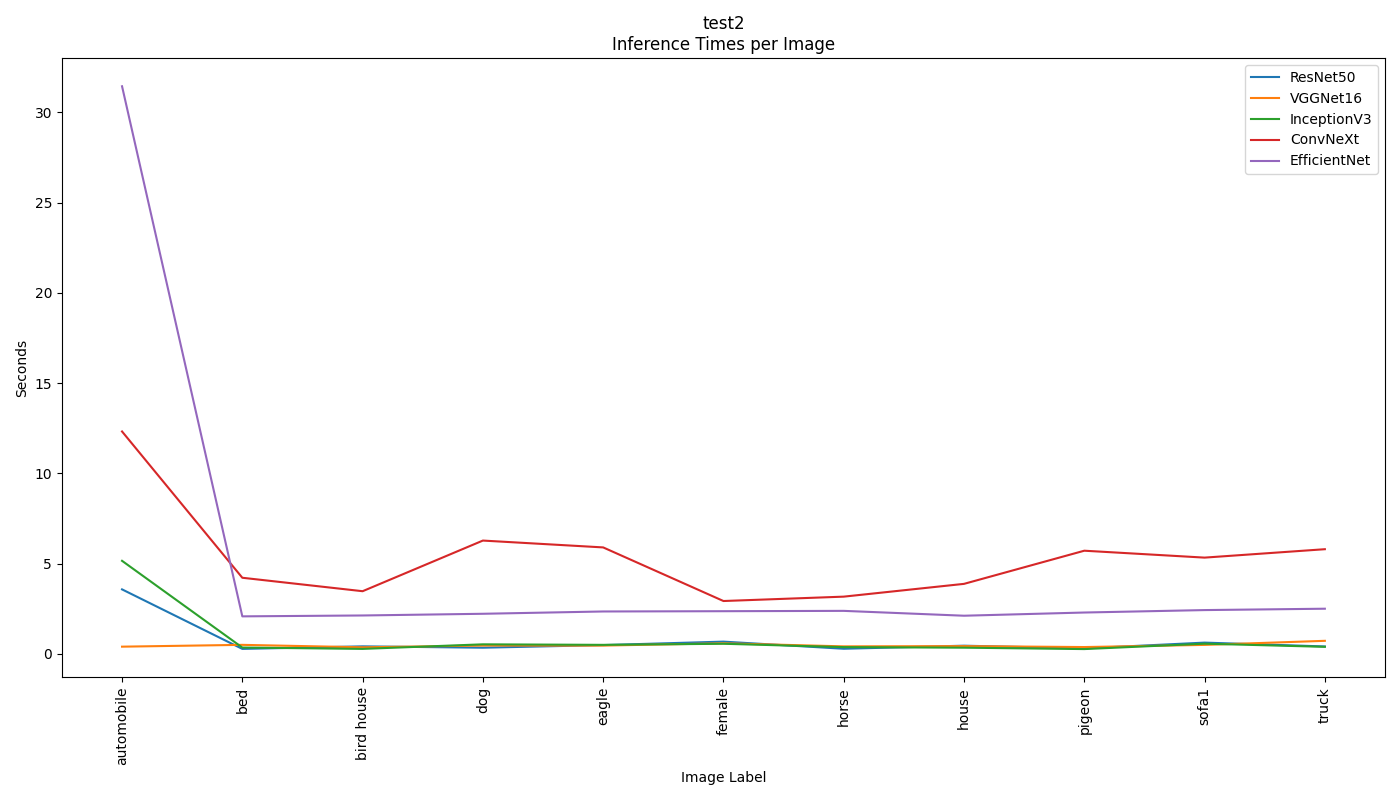 test2
Inference Times per Image
ResNet50
VGGNet16
InceptionV3
ConvNeXt
EfficientNet
Seconds
30
25
20
15
10
5
0
automobile
bed
bird house
dog
eagle
female
horse
house
pigeon
sofa1
truck
Image Label